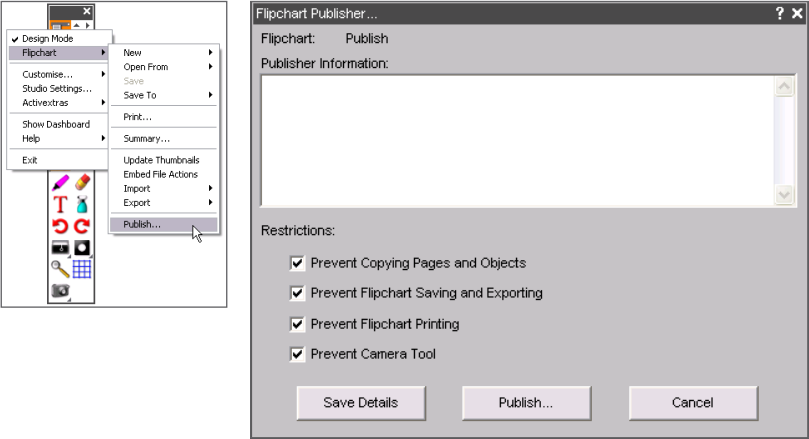 Design Mode
Flipchart
Customise...
Studio Settings...
Activextras
Show Dashboard
Help
Exit
New
Open From
Save
Save To
Print...
Summary...
Update Thumbnails
Embed File Actions
Import
Export
Publish...
T
Flipchart Publisher... ? X
Flipchart: Publish
Publisher Information:
Restrictions:
Prevent Copying Pages and Objects
Prevent Flipchart Saving and Exporting
Prevent Flipchart Printing
Prevent Camera Tool
Save Details Publish... Cancel